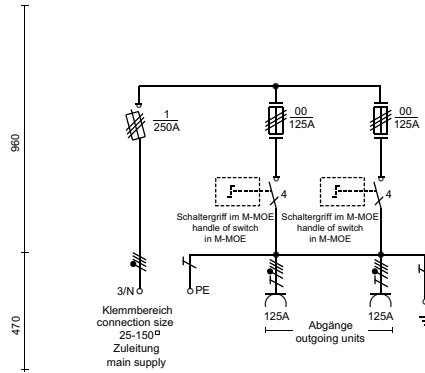 960
470
1
250A
00
125A
00
125A
4
4
Schaltergriff im M-MOE
handle of switch
in M-MOE
Schaltergriff im M-MOE
handle of switch
in M-MOE
3/N
PE
Klemmbereich
connection size
25-150□
Zuleitung
main supply
125A
125A
Abgänge
outgoing units